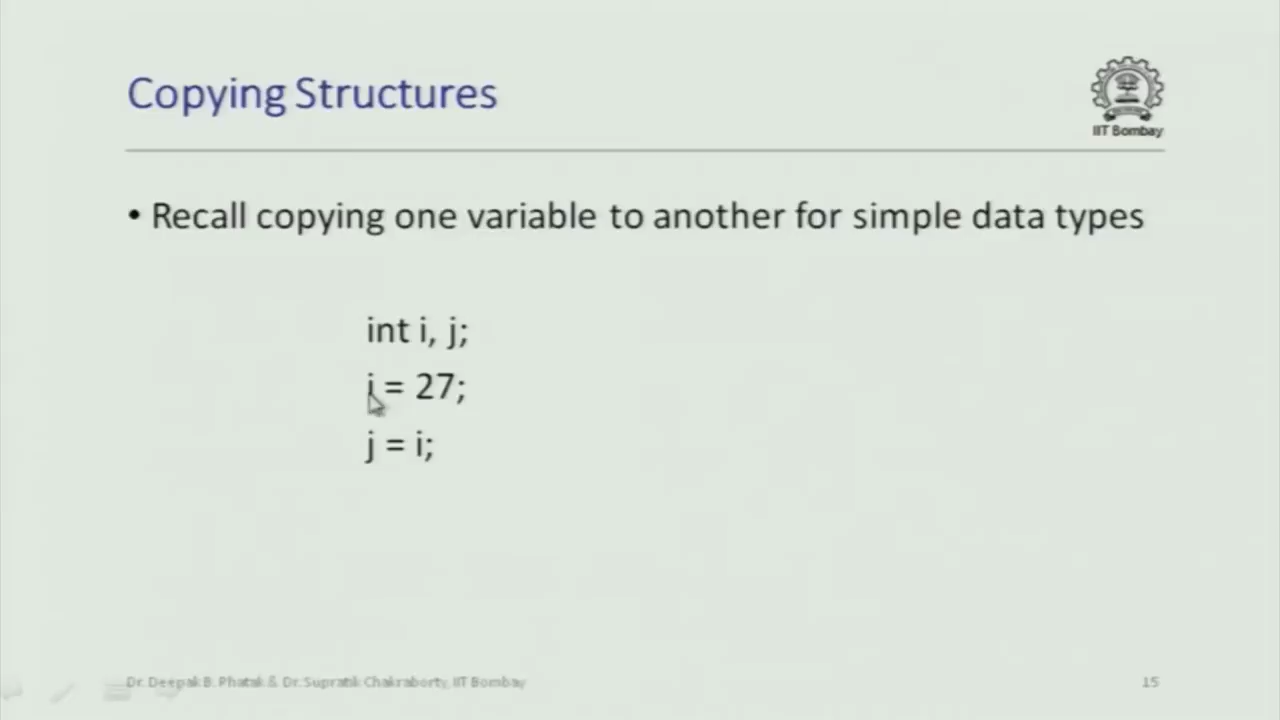 Copying Structures
IIT Bombay
• Recall copying one variable to another for simple data types
int i, j;
i = 27;
j = i;
Dr. Deepak B. Phatak & Dr. Supratik Chakraborty, IIT Bombay
15